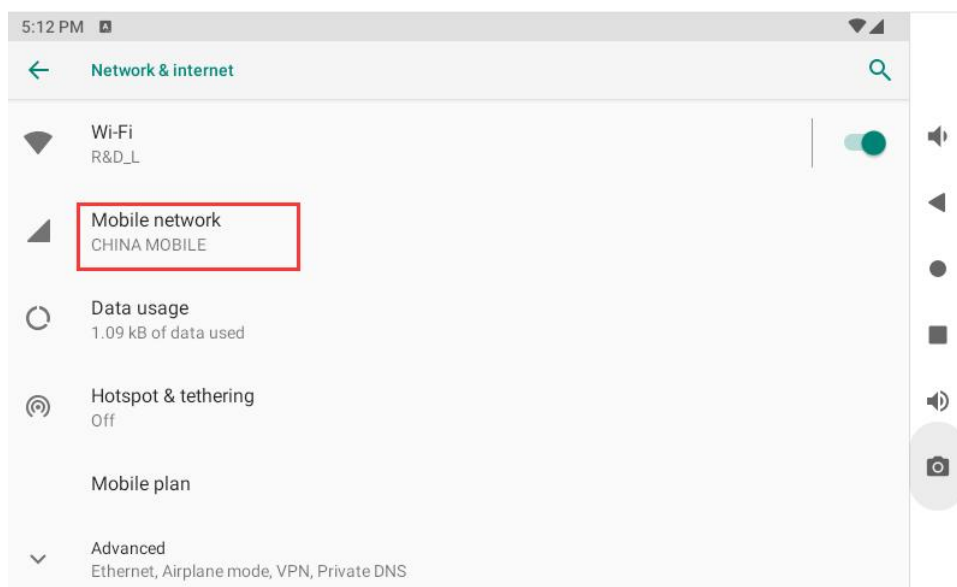 5:12 PM
Network & internet
Wi-Fi
R&D_L
Mobile network
CHINA MOBILE
Data usage
1.09 kB of data used
Hotspot & tethering
Off
Mobile plan
Advanced
Ethernet, Airplane mode, VPN, Private DNS